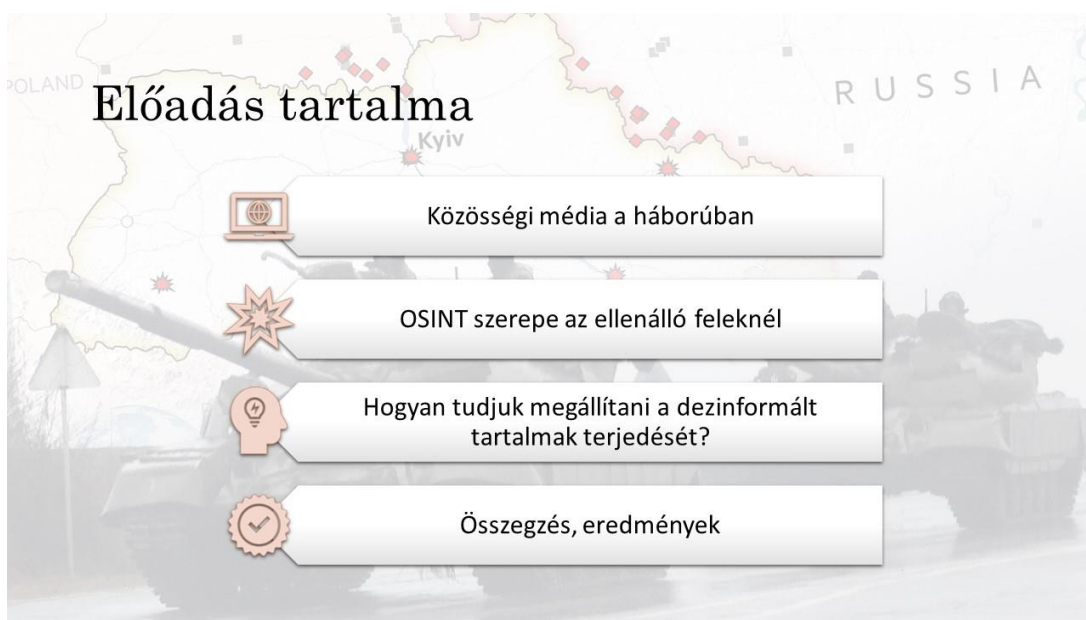 POLAND
RUSSIA
Előadás tartalma
Kyiv
Közösségi média a háborúban
OSINT szerepe az ellenálló feleknél
Hogyan tudjuk megállítani a dezinformált
tartalmak terjedését?
Összegzés, eredmények